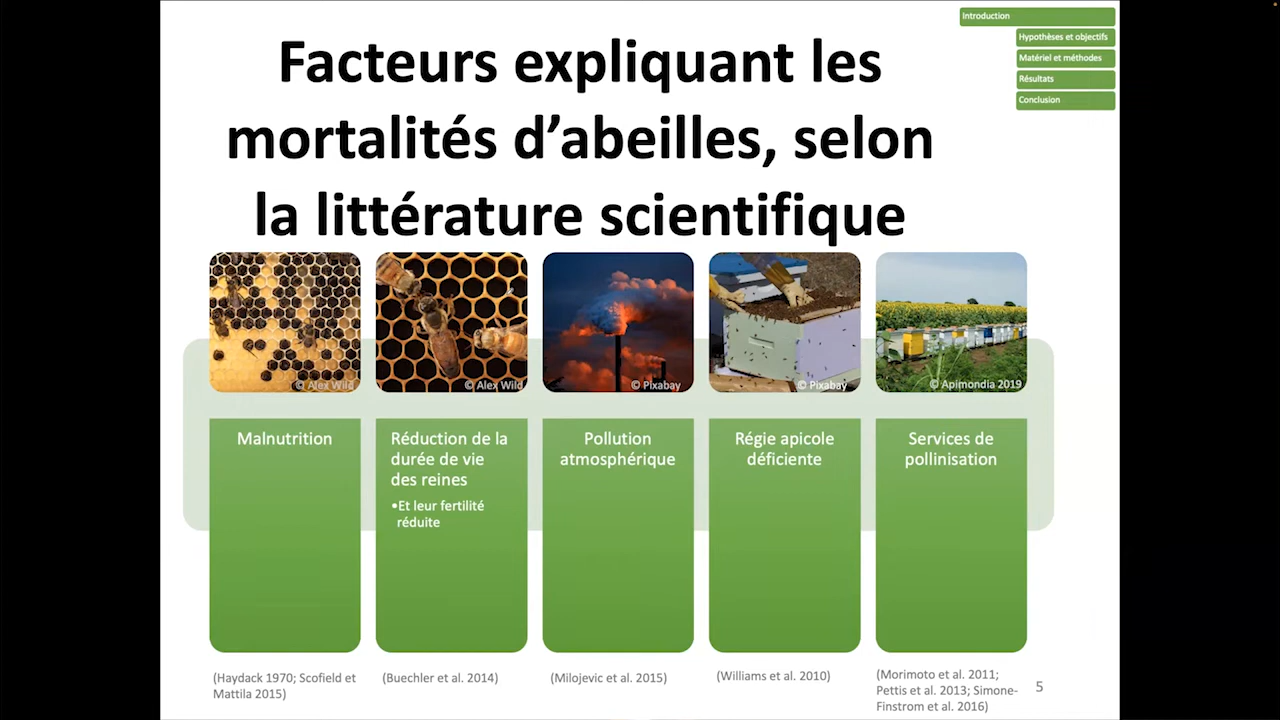 Introduction
Hypothèses et objectifs
Matériel et méthodes
Résultats
Conclusion
Facteurs expliquant les
mortalités d’abeilles, selon
la littérature scientifique
© Alex Wild
© Alex Wild
© Pixabay
© Pixabay
© Apimondia 2019
Malnutrition
Réduction de la
durée de vie
des reines
•Et leur fertilité
réduite
Pollution
atmosphérique
Régie apicole
déficiente
Services de
pollinisation
(Haydack 1970; Scofield et
Mattila 2015)
(Buechler et al. 2014)
(Milojevic et al. 2015)
(Williams et al. 2010)
(Morimoto et al. 2011;
Pettis et al. 2013; Simone-
Finstrom et al. 2016)
5